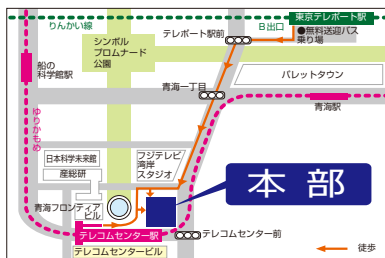 りんかい線
B出口
東京テレポート駅
テレポート駅前
●無料送迎バス
乗り場
シンボル
プロムナード
公園
船の
科学館駅
パレットタウン
青海一丁目
青海駅
ゆりかもめ
日本科学未来館
産総研
フジテレビ
湾岸
スタジオ
本部
青海フロンティア
ビル
テレコムセンター駅
テレコムセンター前
テレコムセンタービル
徒歩